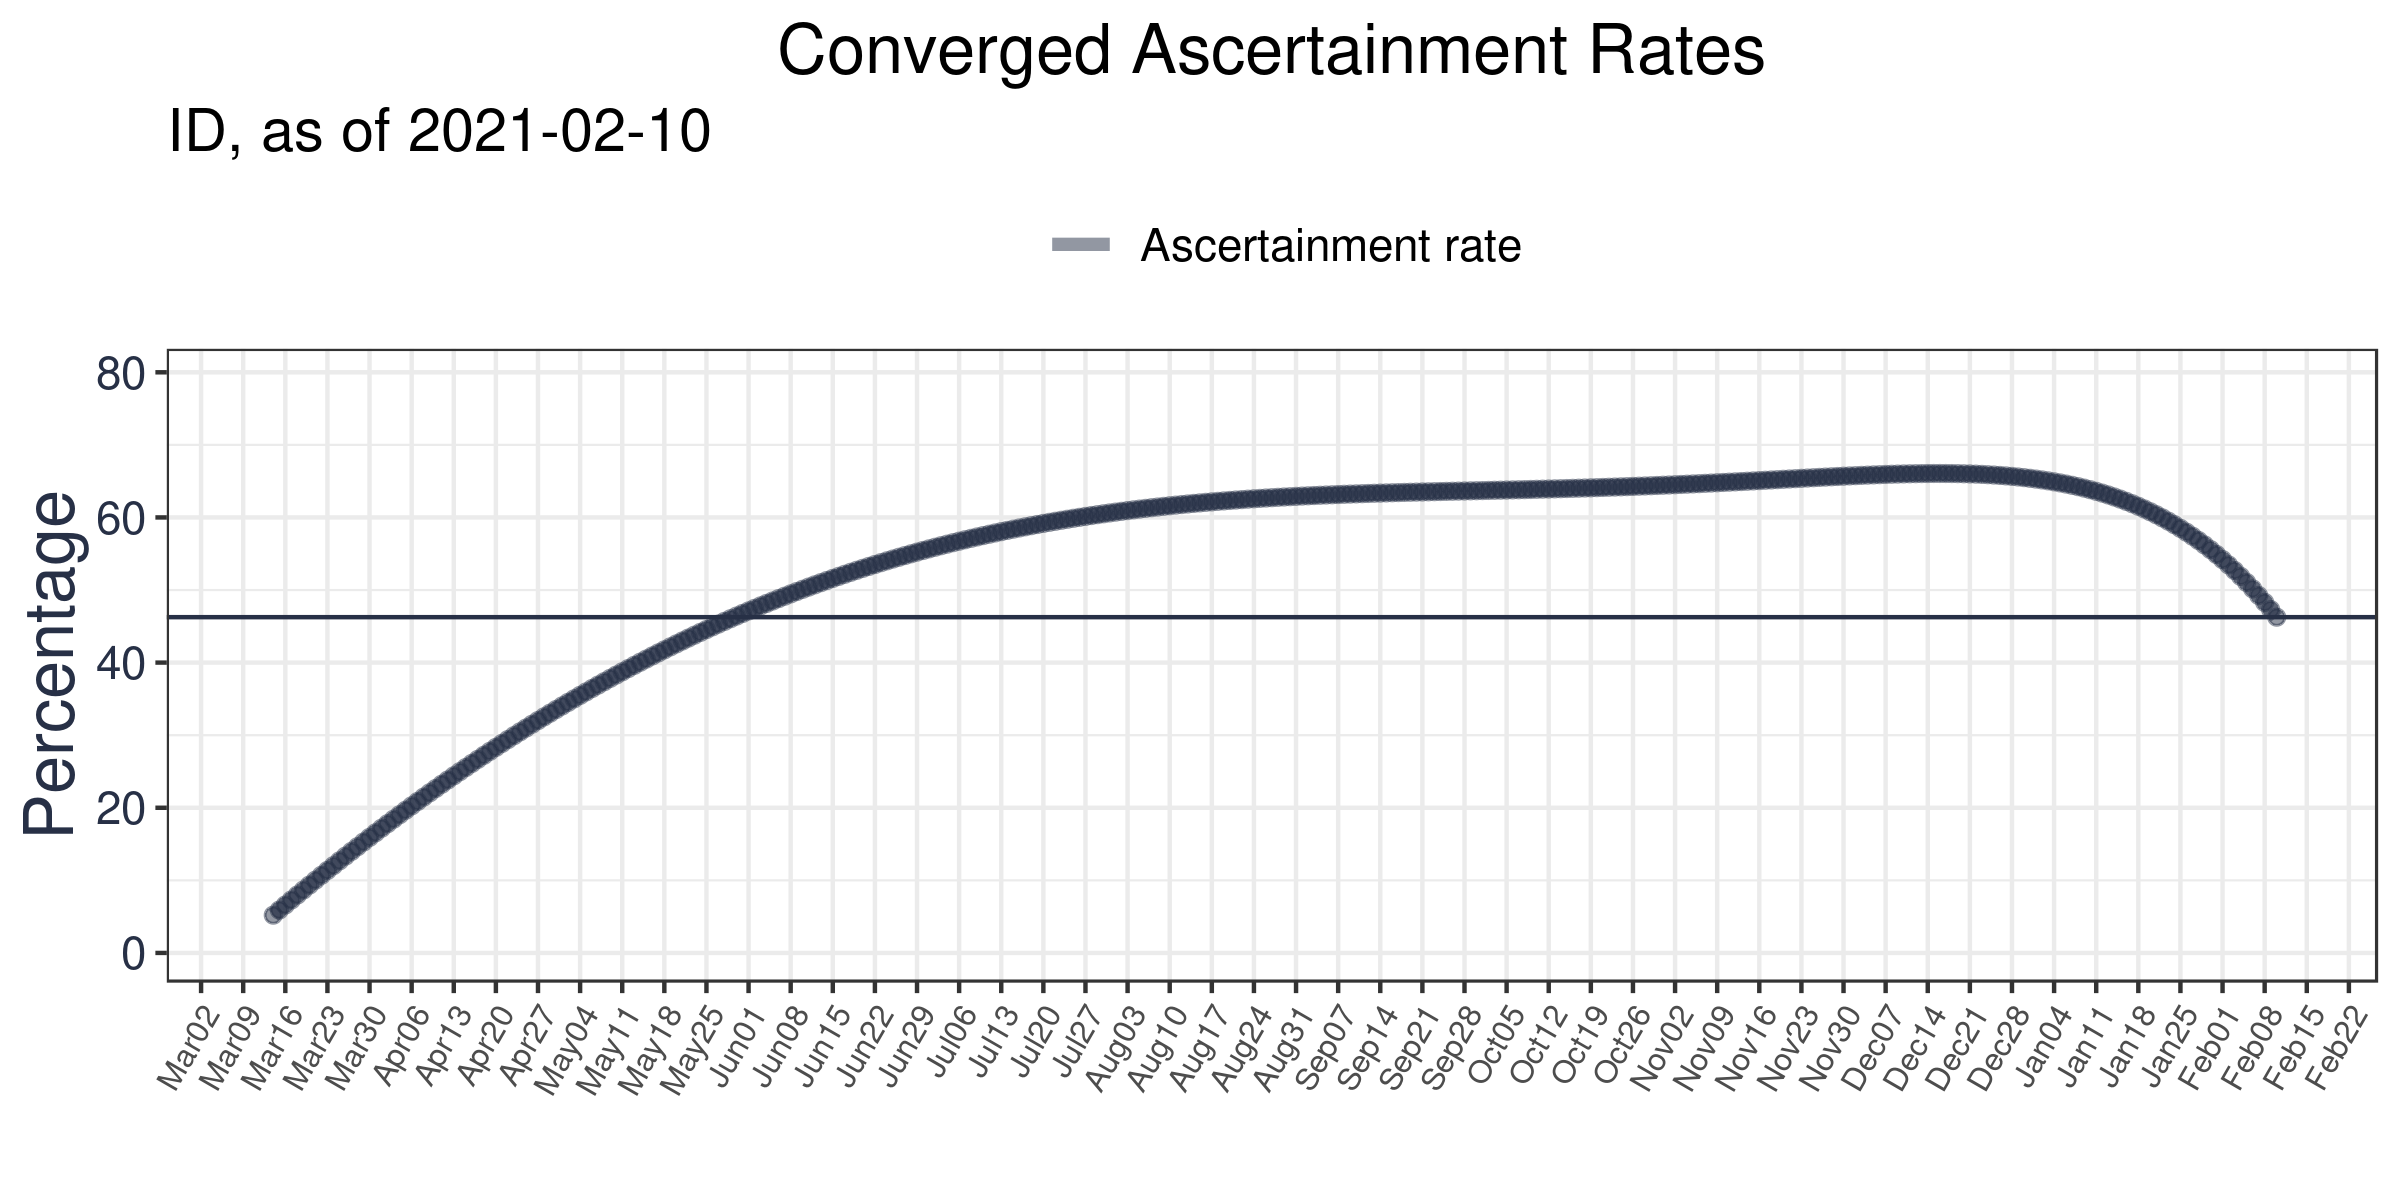 Converged Ascertainment Rates
ID, as of 2021-02-10
Ascertainment rate
Percentage
80
60
40
20
0
Mar02 Mar09 Mar16 Mar23 Mar30 Apr06 Apr13 Apr20 Apr27 May04 May11 May18 May25 Jun01 Jun08 Jun15 Jun22 Jun29 Jul06 Jul13 Jul20 Jul27 Aug03 Aug10 Aug17 Aug24 Aug31 Sep07 Sep14 Sep21 Sep28 Oct05 Oct12 Oct19 Oct26 Nov02 Nov09 Nov16 Nov23 Nov30 Dec07 Dec14 Dec21 Dec28 Jan04 Jan11 Jan18 Jan25 Feb01 Feb08 Feb15 Feb22